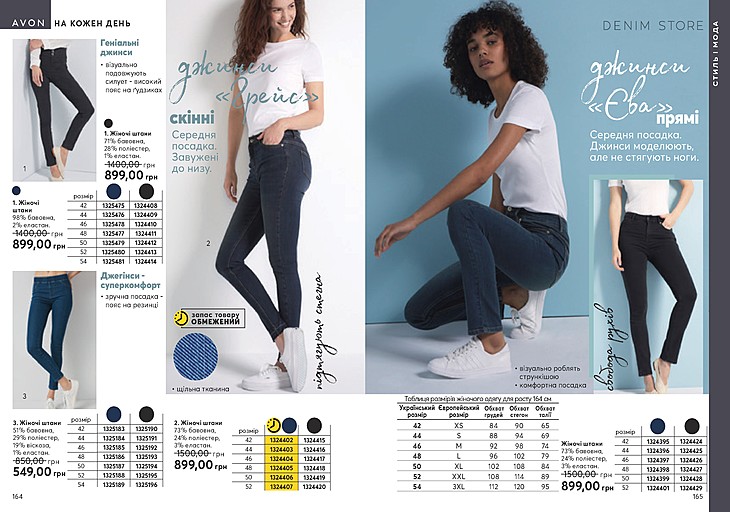 AVON НА КОЖЕН ДЕНЬ
Геніальні
джинси
• візуально
подовжують
силует - високий
пояс на ґудзиках
1
1. Жіночі штани
71% бавовна,
28% поліестер,
1% еластан.
1400,00 грн
899,00 грн
1. Жіночі
штани
98% бавовна,
2% еластан.
1400,00 грн
899,00 грн
розмір
42 1325475 1324408
44 1325476 1324409
46 1325478 1324410
48 1325477 1324411
50 1325479 1324412
52 1325480 1324413
54 1325481 1324414
Джегінси -
суперкомфорт
• зручна посадка -
пояс на резинці
3
3. Жіночі штани
51% бавовна,
29% поліестер,
19% віскоза,
1% еластан.
850,00 грн
549,00 грн
розмір
42 1325183 1325190
44 1325184 1325191
46 1325185 1325192
48 1325186 1325193
50 1325187 1325194
52 1325188 1325195
54 1325189 1325196
164
джинси
«Грейс»
скінні
Середня
посадка.
Завужені
до низу.
2
запас товару
ОБМЕЖЕНИЙ
• щільна тканина
підтягують стегна
2. Жіночі штани
73% бавовна,
24% поліестер,
3% еластан.
1500,00 грн
899,00 грн
розмір
42 1324402 1324415
44 1324403 1324416
46 1324404 1324417
48 1324405 1324418
50 1324406 1324419
52 1324407 1324420
DENIM STORE
СТИЛЬ І МОДА
джинси
«Єва»
прямі
Середня посадка.
Джинси моделюють,
але не стягують ноги.
• візуально роблять
стрункішою
• комфортна посадка
свобода рухів
Таблиця розмірів жіночого одягу для росту 164 см
Український розмір Європейський розмір Обхват грудей Обхват стегон Обхват талії
42 XS 84 90 65
44 S 88 94 69
46 M 92 98 74
48 L 96 102 79
50 XL 102 108 84
52 XXL 108 114 89
54 3XL 112 120 95
Жіночі штани
73% бавовна,
24% поліестер,
3% еластан.
1500,00 грн
899,00 грн
розмір
42 1324395 1324424
44 1324396 1324425
46 1324397 1324426
48 1324398 1324427
50 1324399 1324428
52 1324401 1324429
165